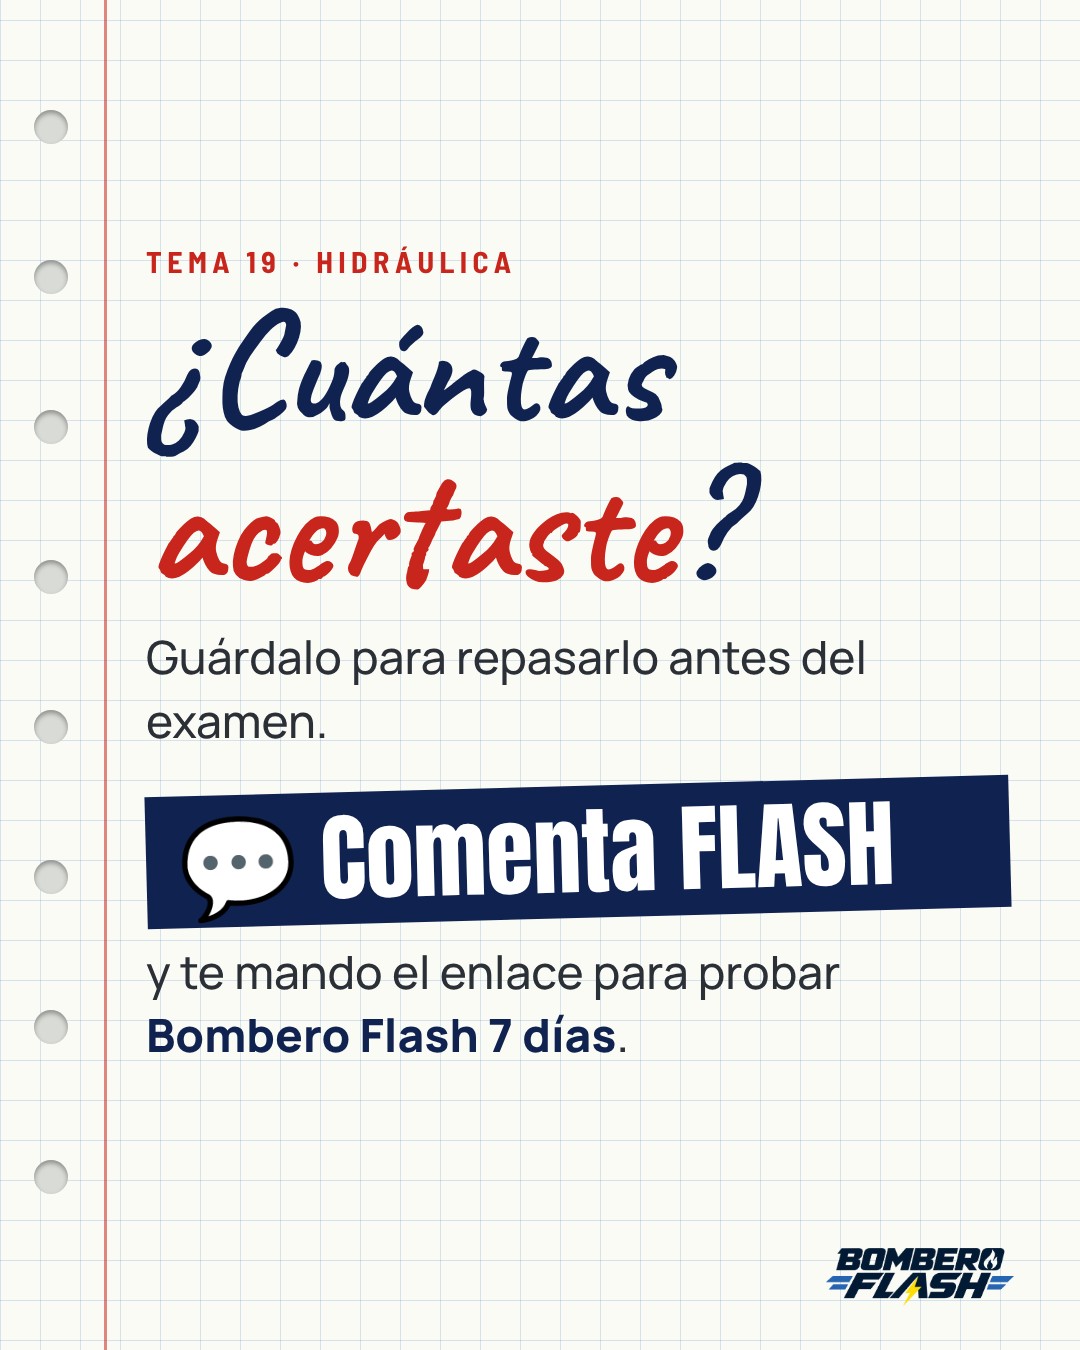 TEMA 19 · HIDRÁULICA
¿Cuántas
acertaste?
Guárdalo para repasarlo antes del
examen.
💬 Comenta FLASH
y te mando el enlace para probar
Bombero Flash 7 días.
BOMBERO
FLASH